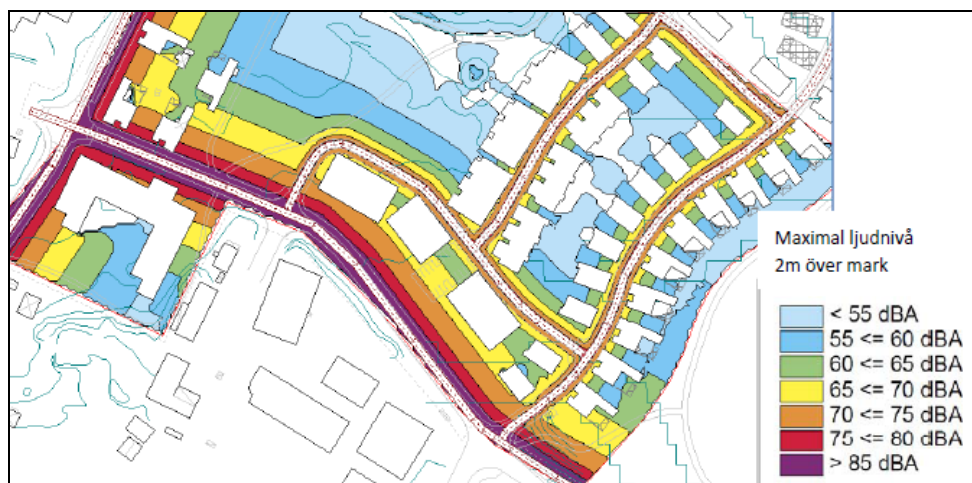 Maximal ljudnivå
2m över mark
< 55 dBA
55 <= 60 dBA
60 <= 65 dBA
65 <= 70 dBA
70 <= 75 dBA
75 <= 80 dBA
> 85 dBA